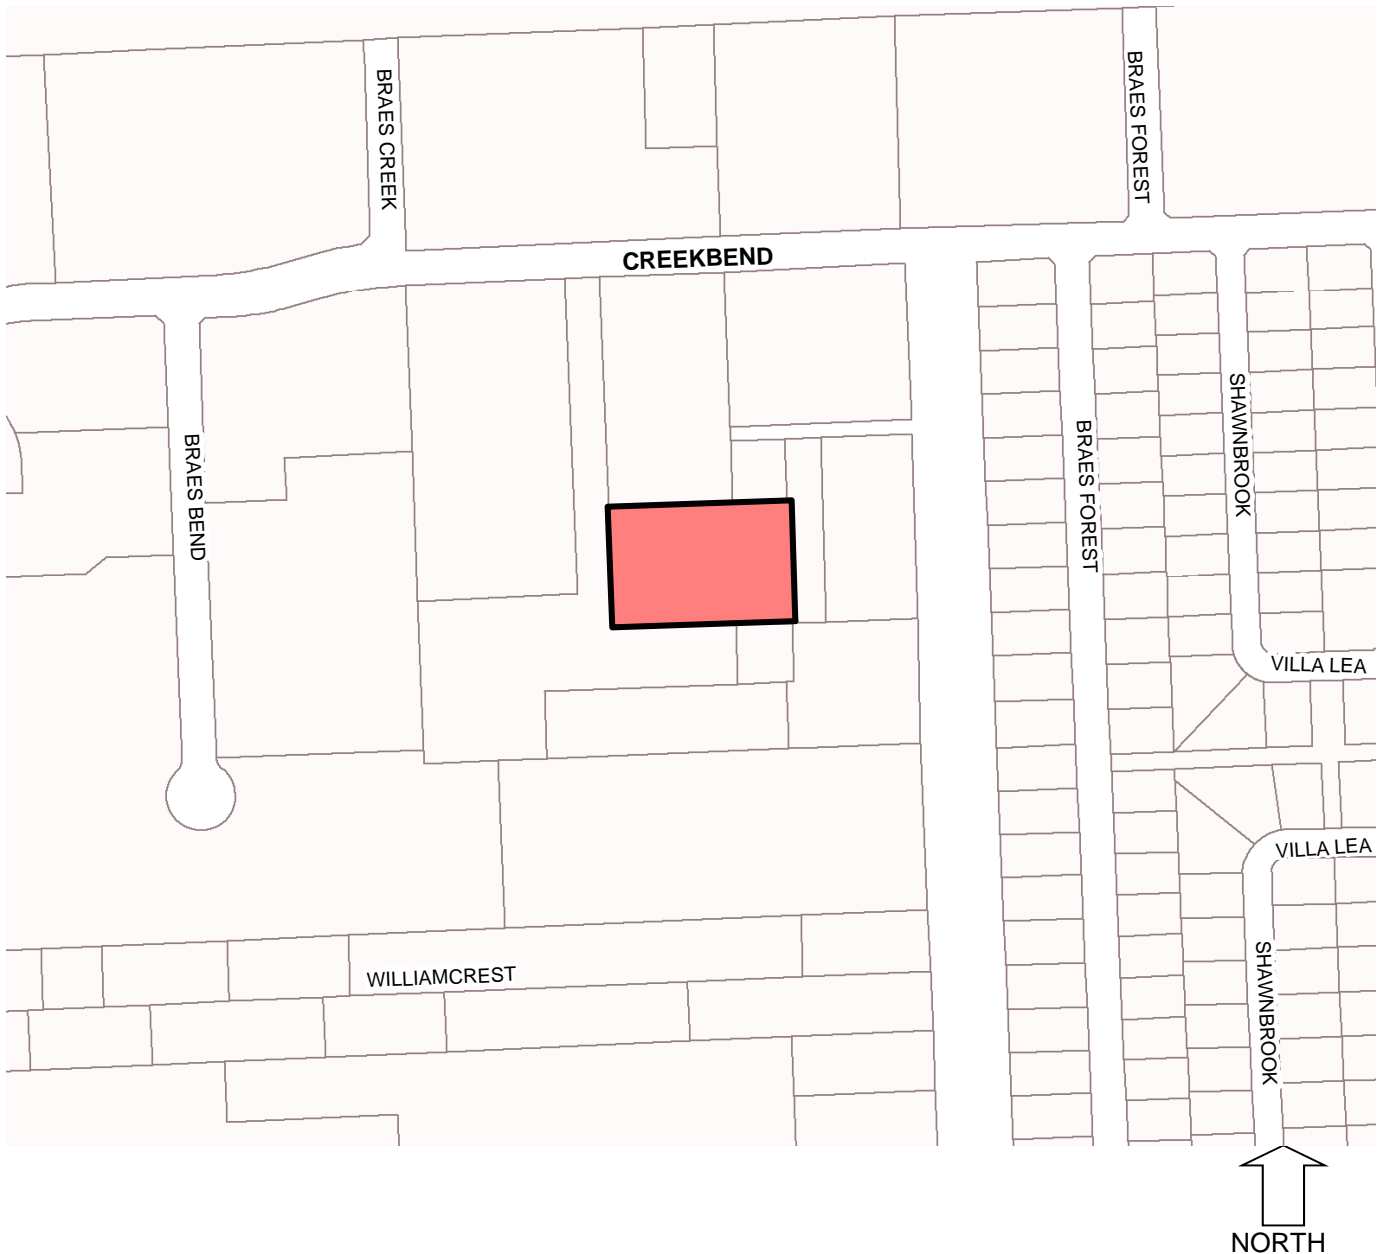 BRAES CREEK
BRAES FOREST
CREEKBEND
BRAES BEND
BRAES FOREST
SHAWNBROOK
VILLA LEA
VILLA LEA
WILLIAMCREST
SHAWNBROOK
NORTH